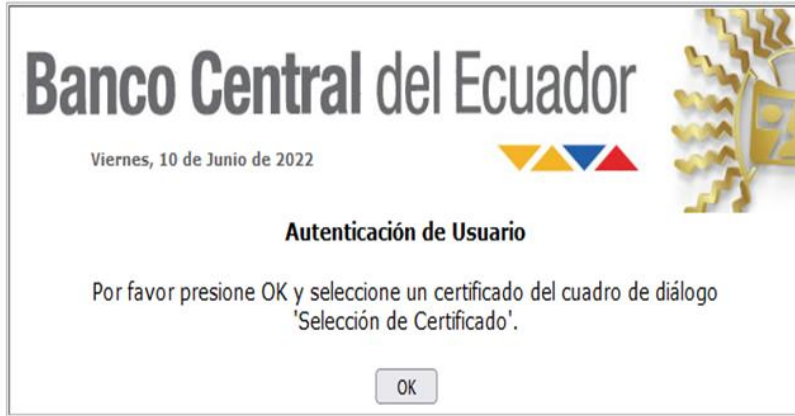 Banco Central del Ecuador
Viernes, 10 de Junio de 2022
Autenticación de Usuario
Por favor presione OK y seleccione un certificado del cuadro de diálogo
'Selección de Certificado'.
OK